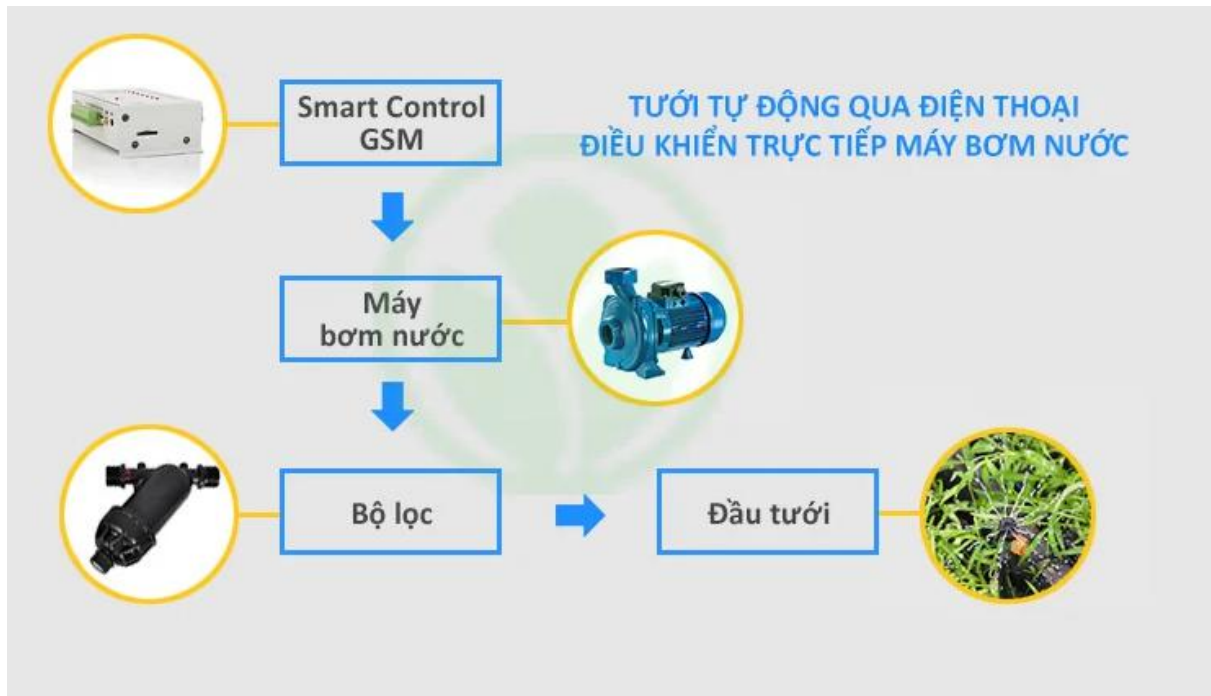 Smart Control
GSM
TƯỚI TỰ ĐỘNG QUA ĐIỆN THOẠI
ĐIỀU KHIỂN TRỰC TIẾP MÁY BƠM NƯỚC
Máy
bơm nước
Bộ lọc
Đầu tưới